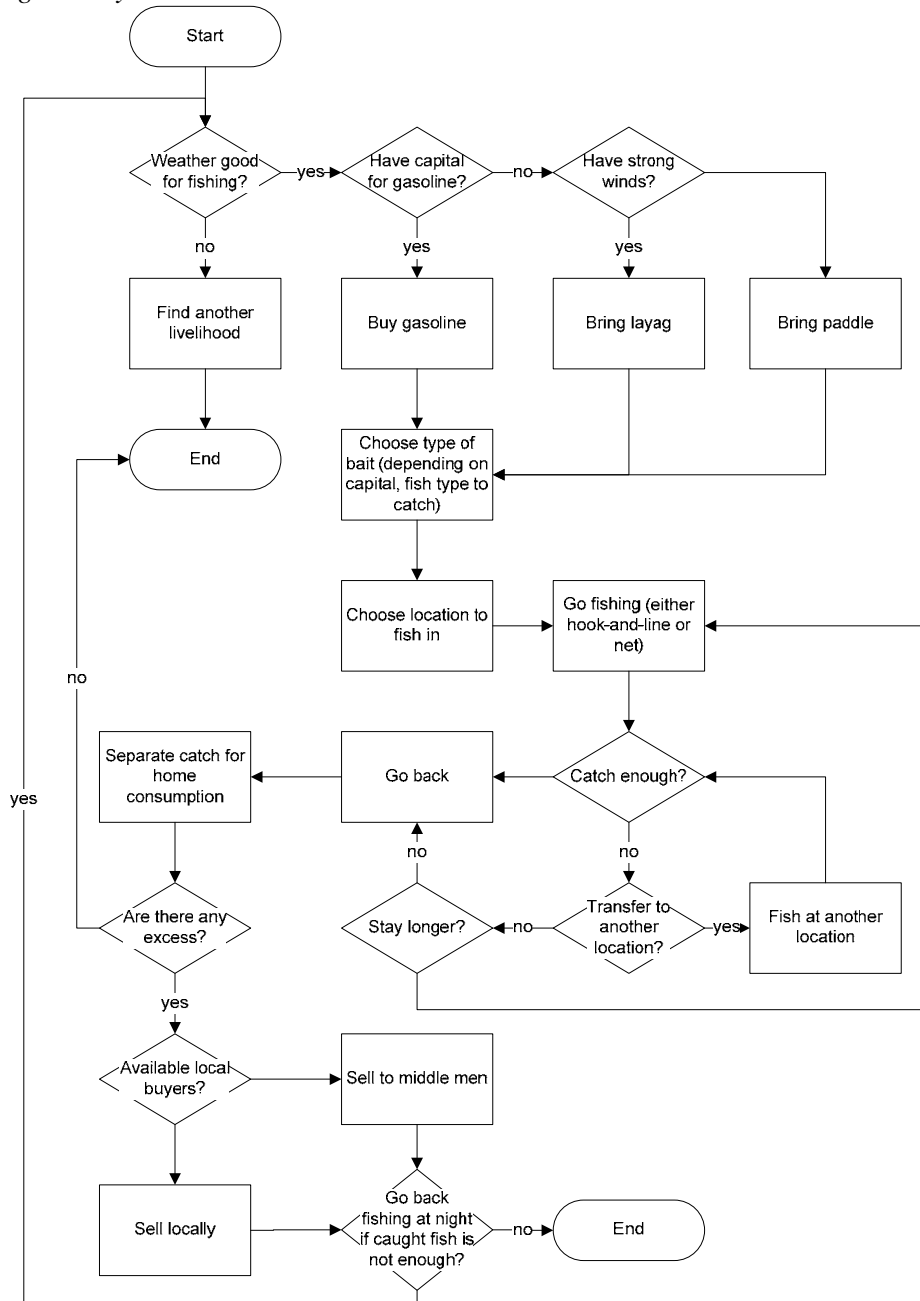 Start
Weather good
for fishing?
yes
Have capital
for gasoline?
no
Have strong
winds?
no
yes
yes
Find another
livelihood
Buy gasoline
Bring layag
Bring paddle
End
Choose type of
bait (depending on
capital, fish type to
catch)
Choose location to
fish in
Go fishing (either
hook-and-line or
net)
no
Separate catch for
home
consumption
Go back
Catch enough?
yes
no
no
Are there any
excess?
Stay longer?
no
Transfer to
another
location?
yes
Fish at another
location
yes
Available local
buyers?
Sell to middle men
Sell locally
Go back
fishing at night
if caught fish is
not enough?
no
End